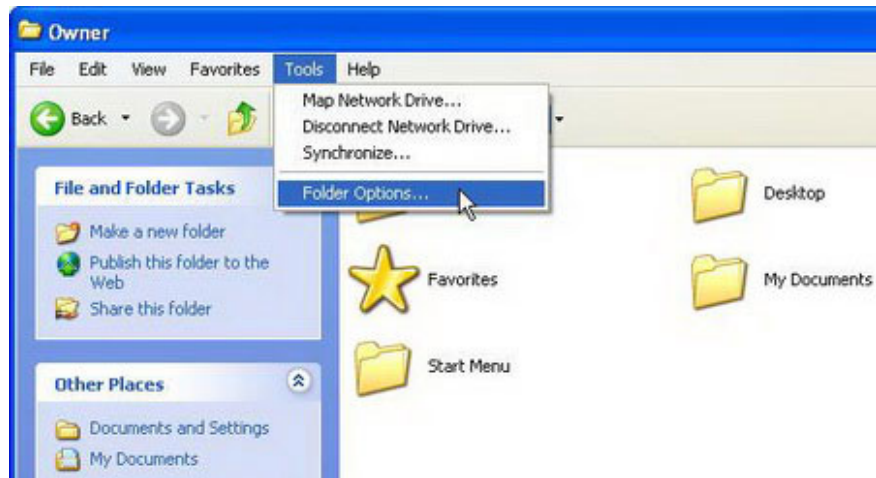 Owner
File Edit View Favorites Tools Help
Back
Map Network Drive...
Disconnect Network Drive...
Synchronize...
Folder Options...
File and Folder Tasks
Make a new folder
Publish this folder to the
Web
Share this folder
Other Places
Documents and Settings
My Documents
Desktop
Favorites
My Documents
Start Menu